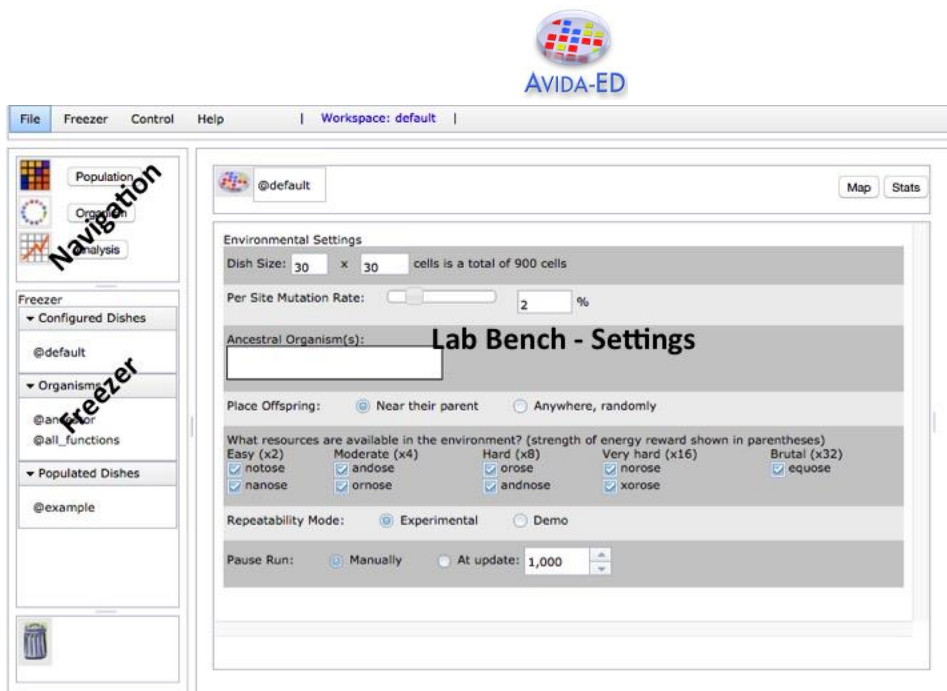 AVIDA-ED
File Freezer Control Help | Workspace: default |
Population
Organism
Analysis
Navigation
Freezer
▾ Configured Dishes
@default
▾ Organisms
@ancestor
@all_functions
▾ Populated Dishes
@example
Freezer
@default
Map Stats
Environmental Settings
Dish Size: 30 x 30 cells is a total of 900 cells
Per Site Mutation Rate: 2 %
Ancestral Organism(s):
Lab Bench - Settings
Place Offspring: Near their parent Anywhere, randomly
What resources are available in the environment? (strength of energy reward shown in parentheses)
Easy (x2) Moderate (x4) Hard (x8) Very hard (x16) Brutal (x32)
notose andose orose norose equose
nanose ornose andnose xorose
Repeatability Mode: Experimental Demo
Pause Run: Manually At update: 1,000